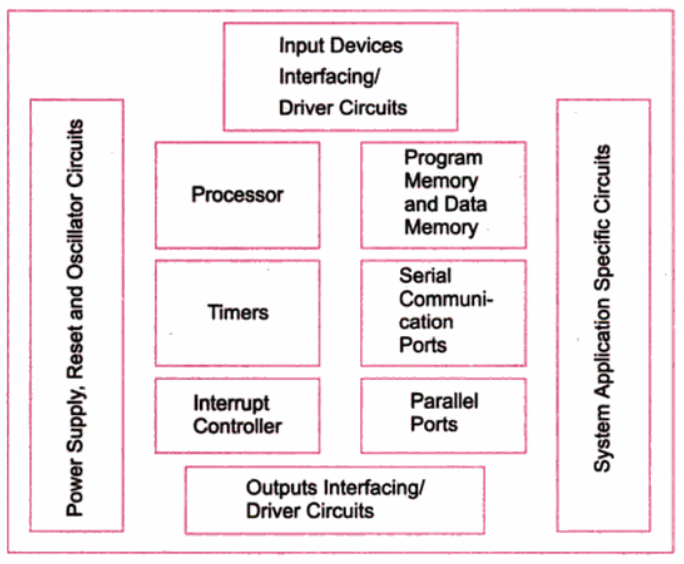 Input Devices
Interfacing/
Driver Circuits
Power Supply, Reset and Oscillator Circuits
Processor
Program
Memory
and Data
Memory
System Application Specific Circuits
Timers
Serial
Communi-
cation
Ports
Interrupt
Controller
Parallel
Ports
Outputs Interfacing/
Driver Circuits